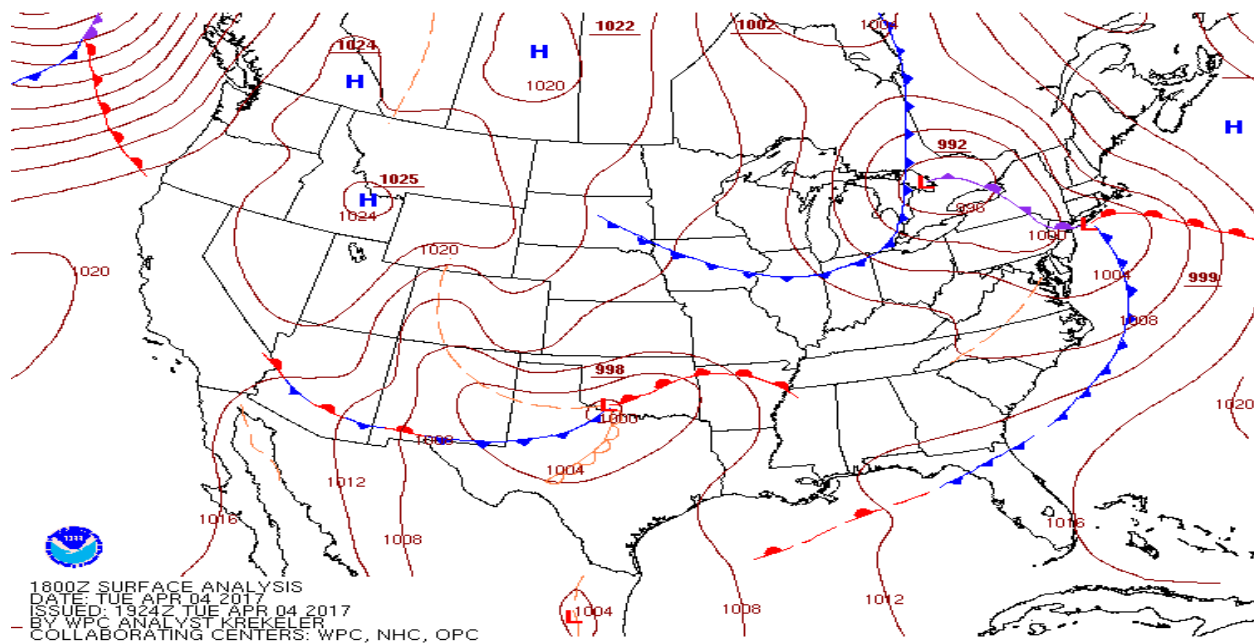 1022
1002
1004
1024
H
H
1020
H
992
1025
L
H
1024
996
L
1000
1020
1020
1004
999
1008
998
L
1000
1020
1008
1004
1012
1016
1016
1008
1777
1800Z SURFACE ANALYSIS
DATE: TUE APR 04 2017
ISSUED: 1924Z TUE APR 04 2017
BY WPC ANALYST KREKELER
COLLABORATING CENTERS: WPC, NHC, OPC
1012
1004
1008
L